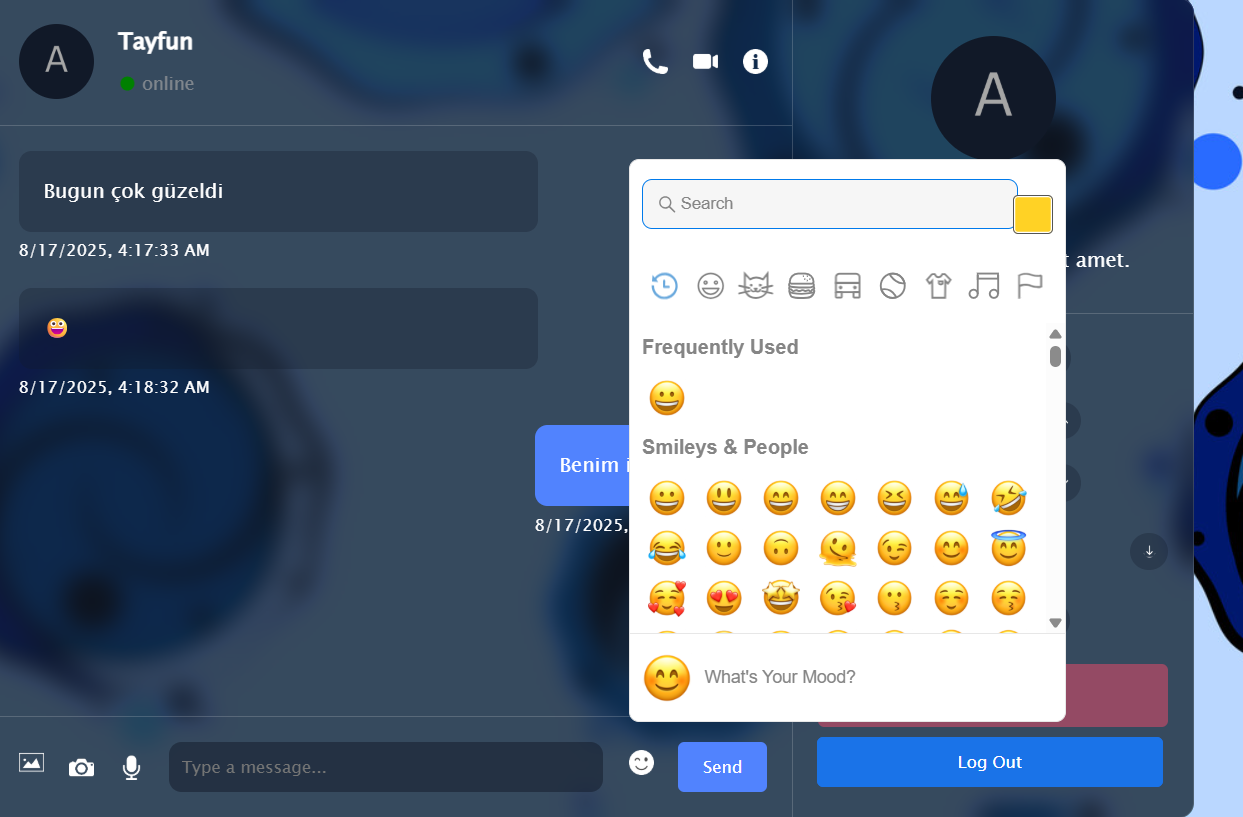 A
Tayfun
online
A
Bugun çok güzeldi
8/17/2025, 4:17:33 AM
8/18/2025, 4:18:32 AM
Benim
8/17/2025,
amet.
Search
Frequently Used
Smileys & People
What's Your Mood?
Type a message...
Send
Log Out